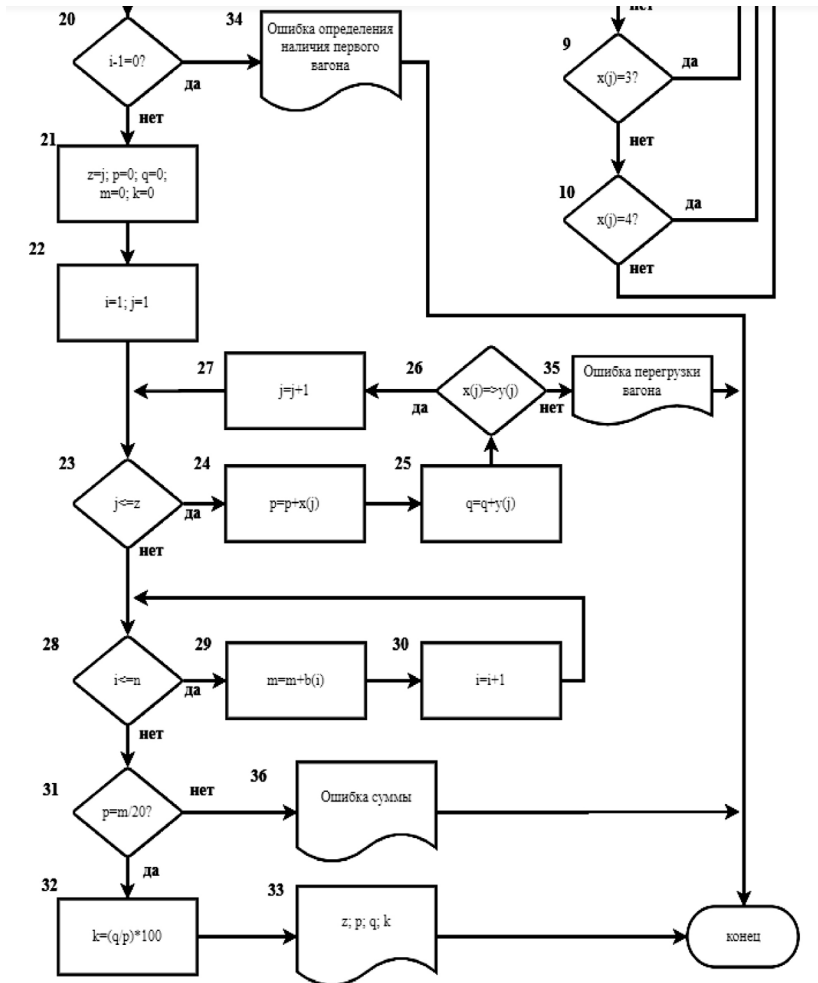 20
i-1=0?
да
нет
34
Ошибка определения
наличия первого
вагона
нет
9
x(j)=3?
да
нет
10
x(j)=4?
да
нет
21
z=j; p=0; q=0;
m=0; k=0
22
i=1; j=1
27
j=j+1
26
x(j)=>y(j)
да
нет
35
Ошибка перегрузки
вагона
23
j<=z
да
нет
24
p=p+x(j)
25
q=q+y(j)
28
i<=n
да
нет
29
m=m+b(i)
30
i=i+1
31
p=m/20?
нет
да
36
Ошибка суммы
32
k=(q/p)*100
33
z; p; q; k
конец